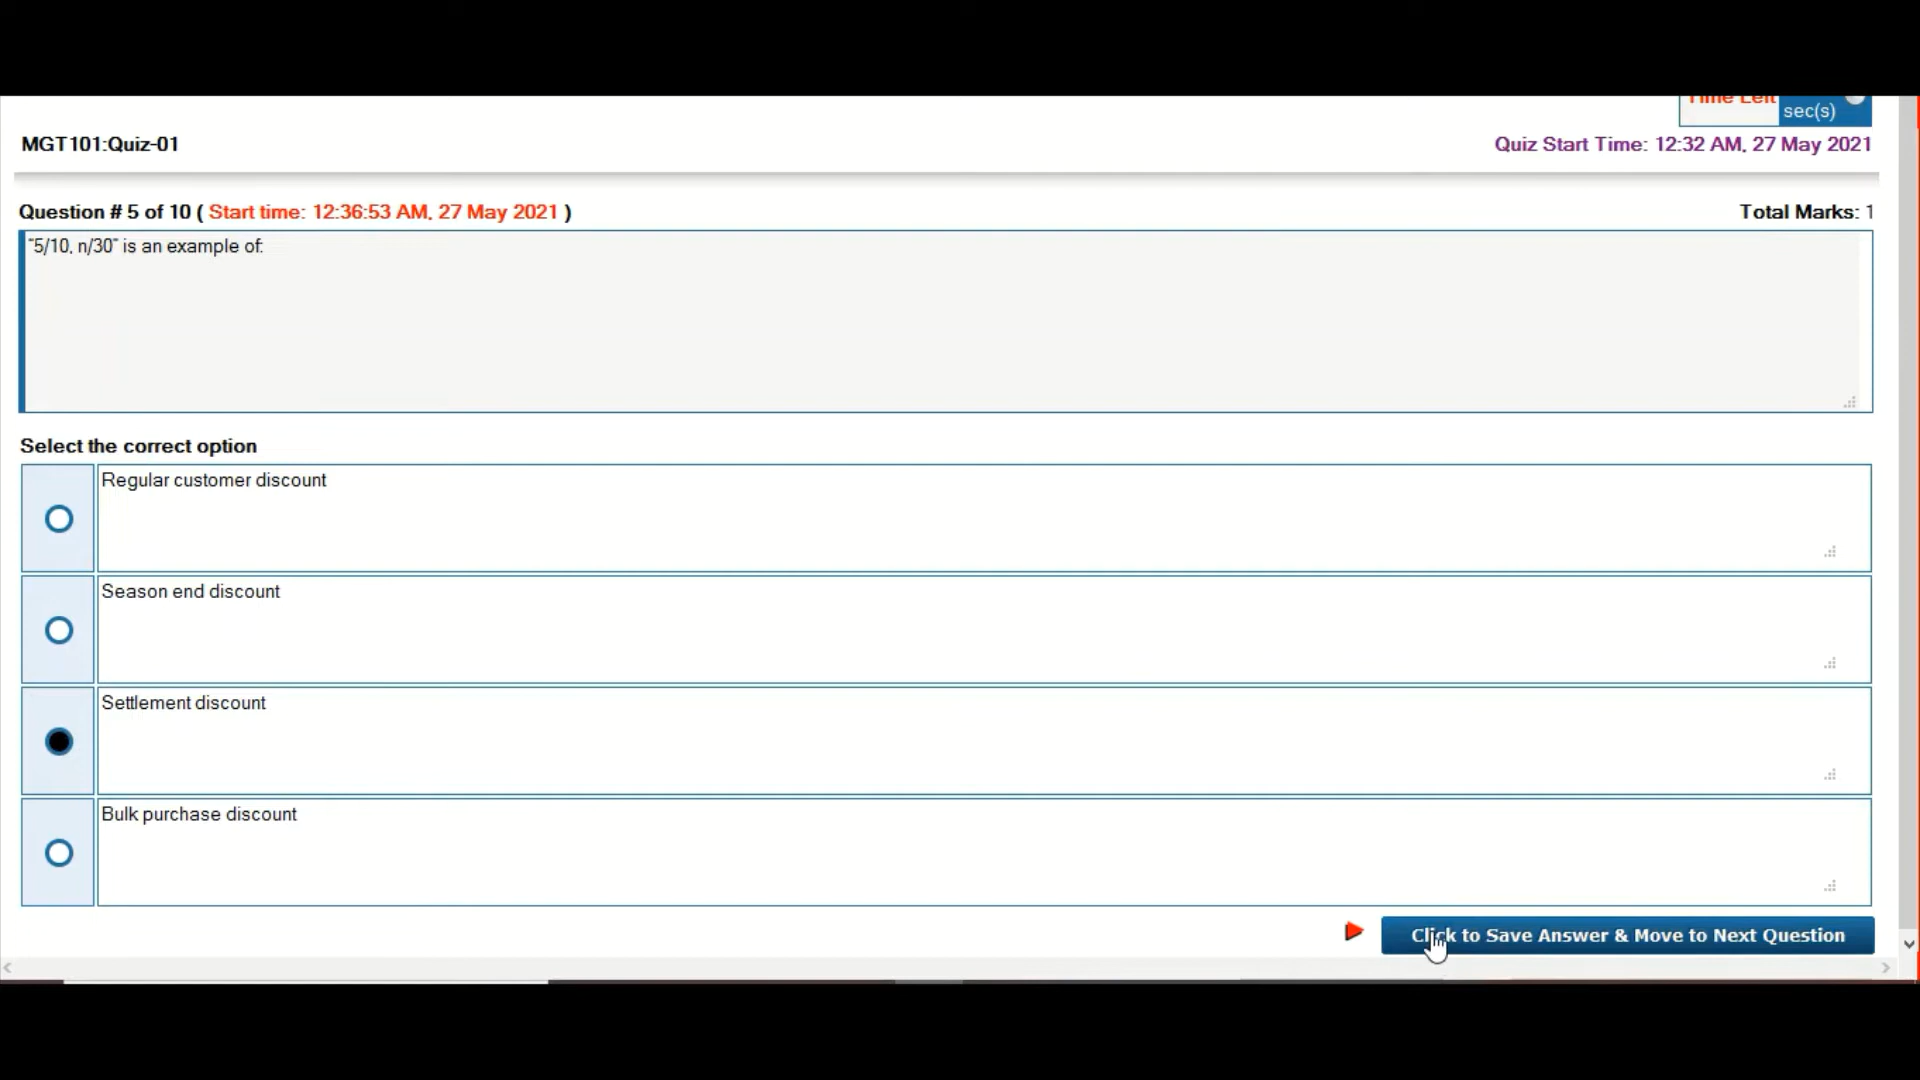 Time Left
sec(s)
MGT101:Quiz-01
Quiz Start Time: 12:32 AM, 27 May 2021
Question # 5 of 10 ( Start time: 12:36:53 AM, 27 May 2021 )
Total Marks: 1
"5/10, n/30" is an example of:
Select the correct option
Regular customer discount
Season end discount
Settlement discount
Bulk purchase discount
Click to Save Answer & Move to Next Question